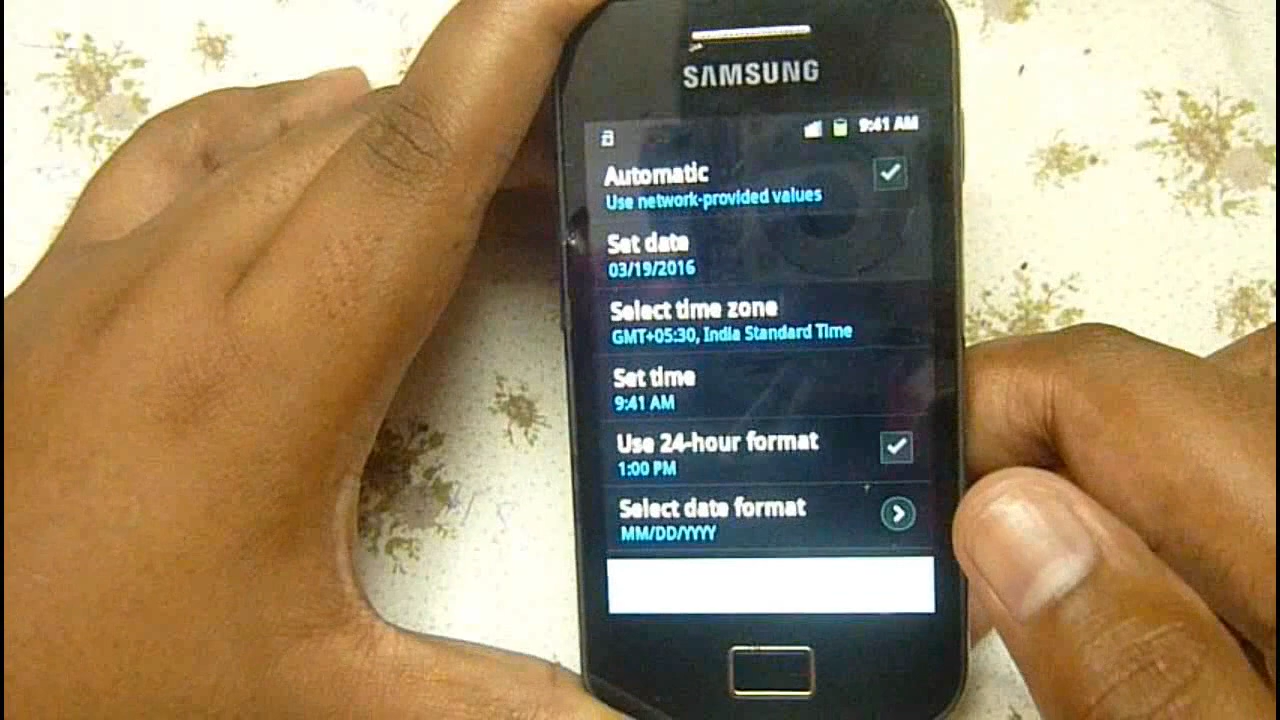 SAMSUNG
9:41 AM
Automatic
Use network-provided values
Set date
03/19/2016
Select time zone
GMT+05:30, India Standard Time
Set time
9:41 AM
Use 24-hour format
1:00 PM
Select date format
MM/DD/YYYY